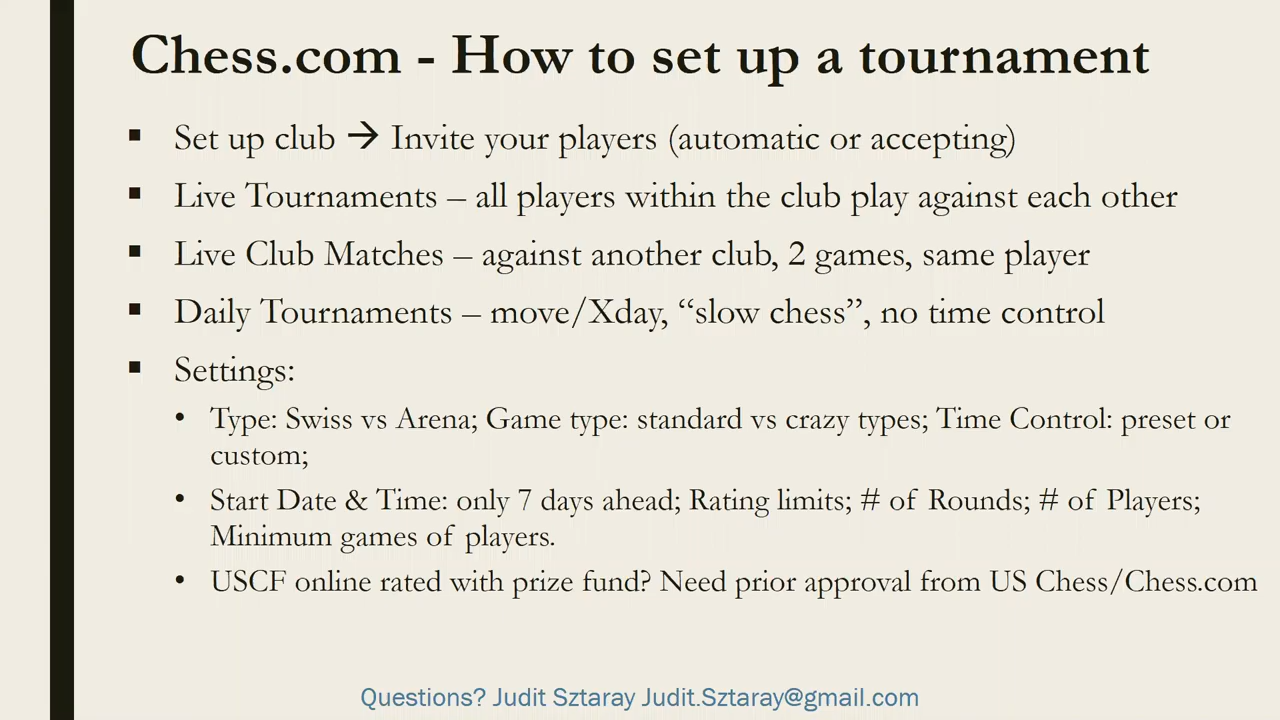 Chess.com - How to set up a tournament
▪ Set up club → Invite your players (automatic or accepting)
▪ Live Tournaments – all players within the club play against each other
▪ Live Club Matches – against another club, 2 games, same player
▪ Daily Tournaments – move/Xday, “slow chess”, no time control
▪ Settings:
• Type: Swiss vs Arena; Game type: standard vs crazy types; Time Control: preset or
custom;
• Start Date & Time: only 7 days ahead; Rating limits; # of Rounds; # of Players;
Minimum games of players.
• USCF online rated with prize fund? Need prior approval from US Chess/Chess.com
Questions? Judit Sztaray Judit.Sztaray@gmail.com